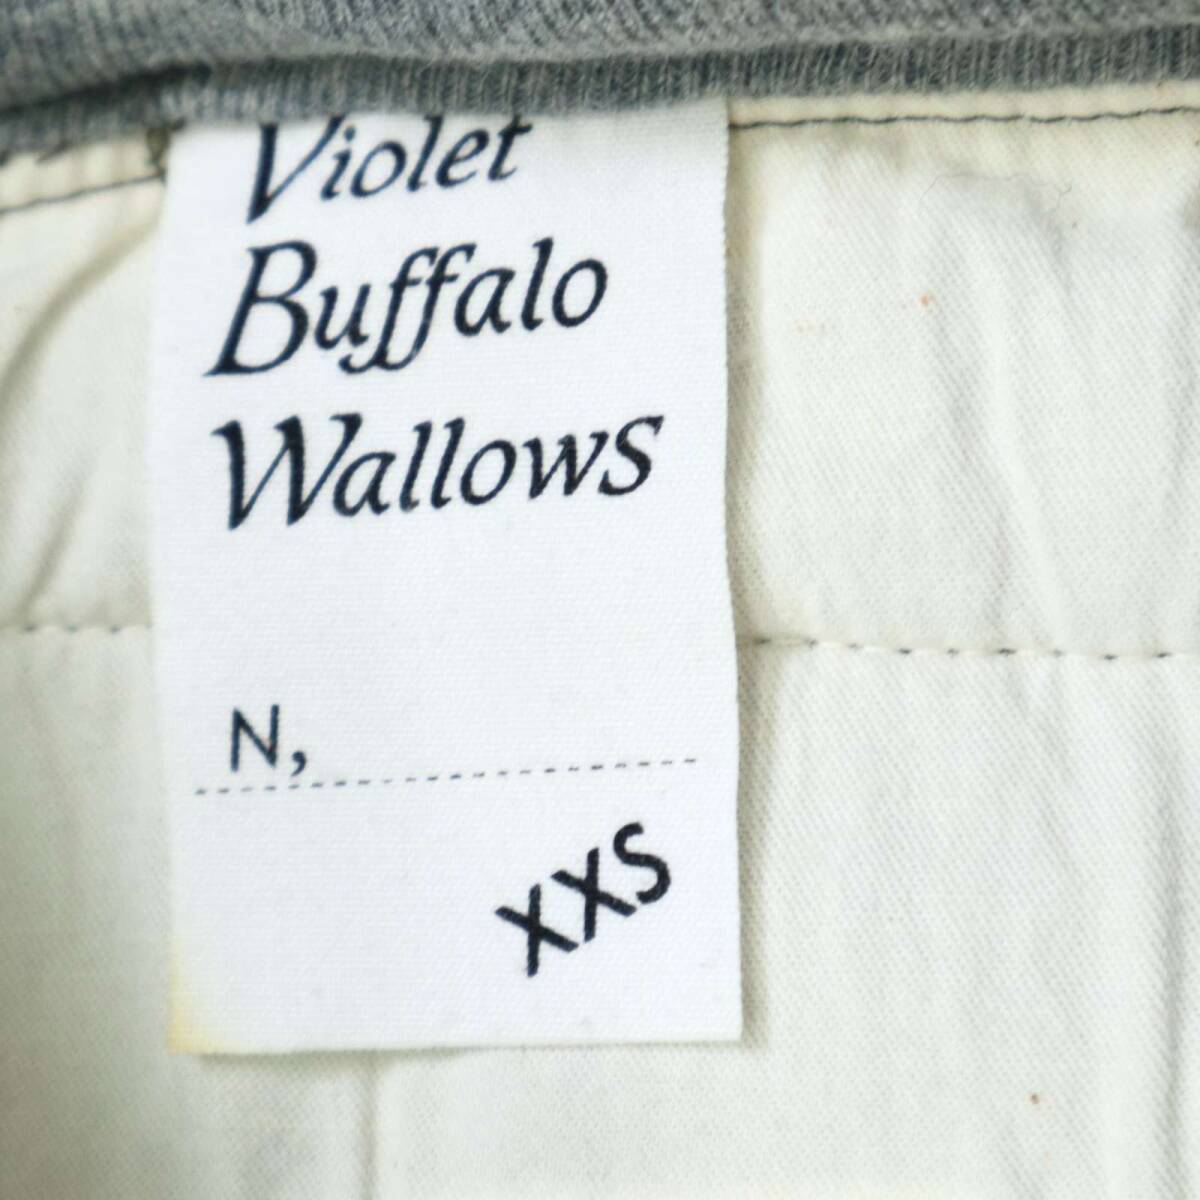 Violet
Buffalo
Wallows
N,
XXS